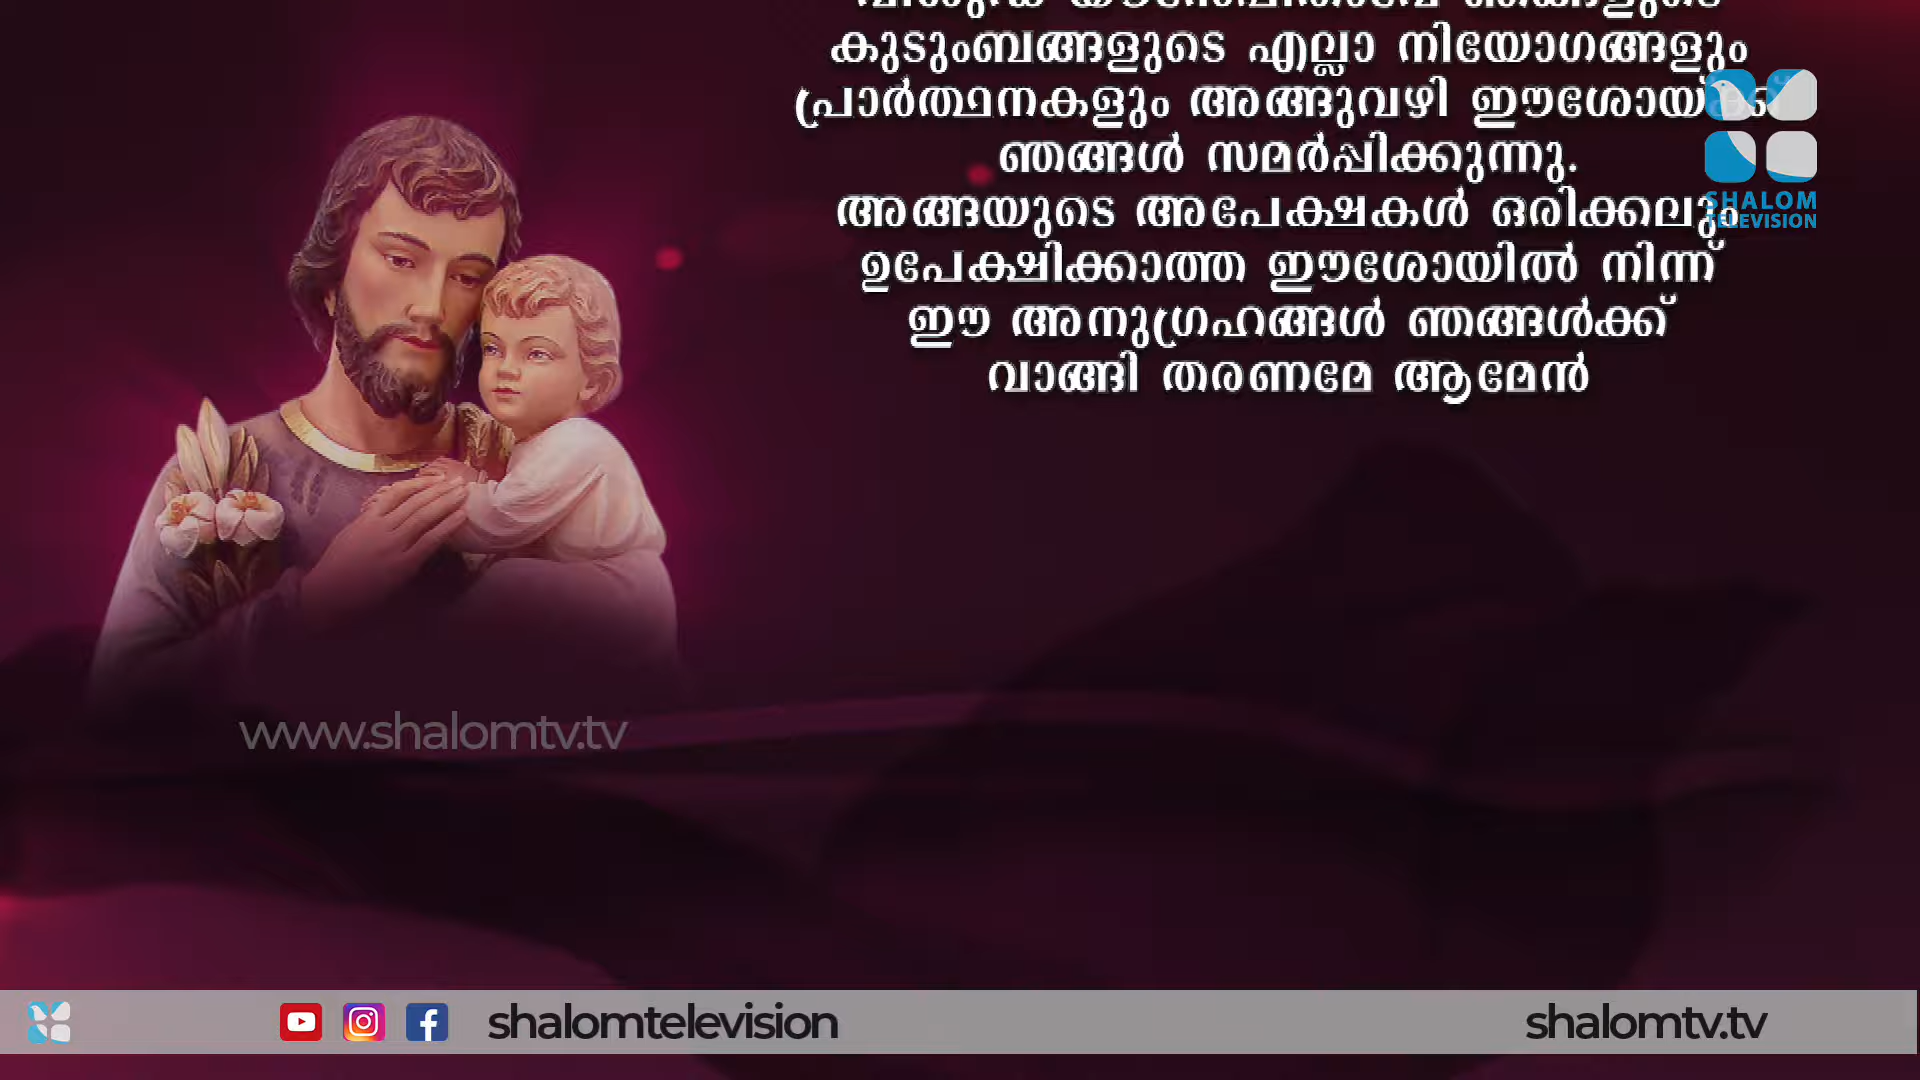 കുടുംബങ്ങളുടെ എല്ലാ നിയോഗങ്ങളും
പ്രാർത്ഥനകളും അങ്ങുവഴി ഈശോയ്ക്ക്
ഞങ്ങൾ സമർപ്പിക്കുന്നു.
അങ്ങയുടെ അപേക്ഷകൾ ഒരിക്കലും
ഉപേക്ഷിക്കാത്ത ഈശോയിൽ നിന്ന്
ഈ അനുഗ്രഹങ്ങൾ ഞങ്ങൾക്ക്
വാങ്ങി തരണമേ ആമേൻ
SHALOM
TELEVISION
www.shalomtv.tv
shalomtelevision
shalomtv.tv